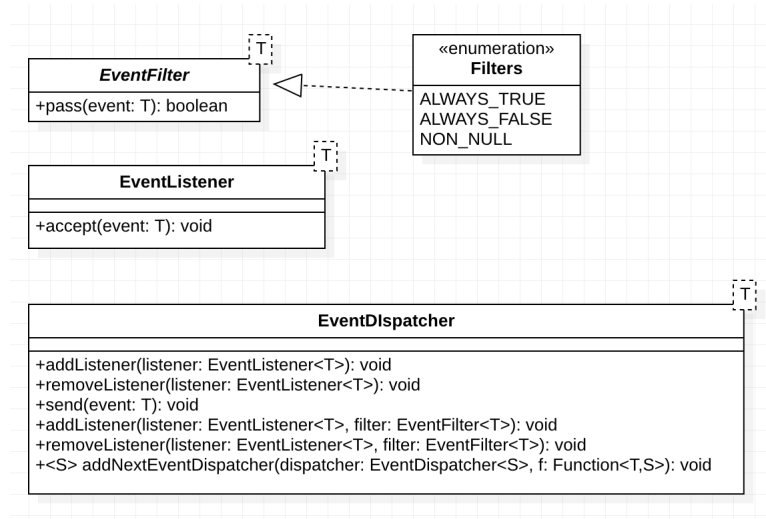 T
EventFilter
+pass(event: T): boolean
«enumeration»
Filters
ALWAYS_TRUE
ALWAYS_FALSE
NON_NULL
T
EventListener
+accept(event: T): void
T
EventDIspatcher
+addListener(listener: EventListener<T>): void
+removeListener(listener: EventListener<T>): void
+send(event: T): void
+addListener(listener: EventListener<T>, filter: EventFilter<T>): void
+removeListener(listener: EventListener<T>, filter: EventFilter<T>): void
+<S> addNextEventDispatcher(dispatcher: EventDispatcher<S>, f: Function<T,S>): void